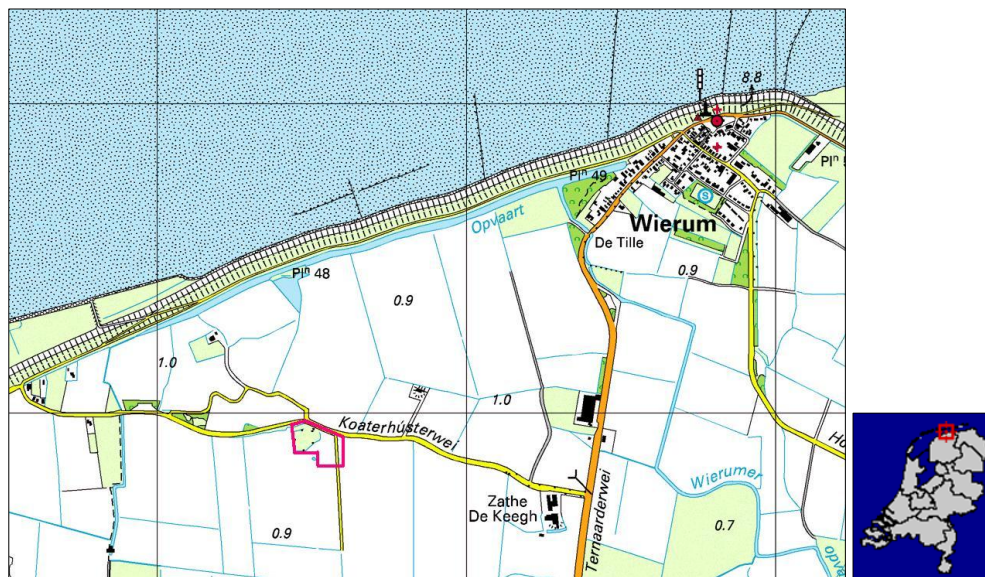 8.8
Plⁿ 49
Plⁿ
Opvaart
Wierum
De Tille
Plⁿ 48
0.9
0.9
1.0
1.0
Koaterhústerwei
Ternaarderwei
Wierumer
Zathe
De Keegh
0.9
0.7